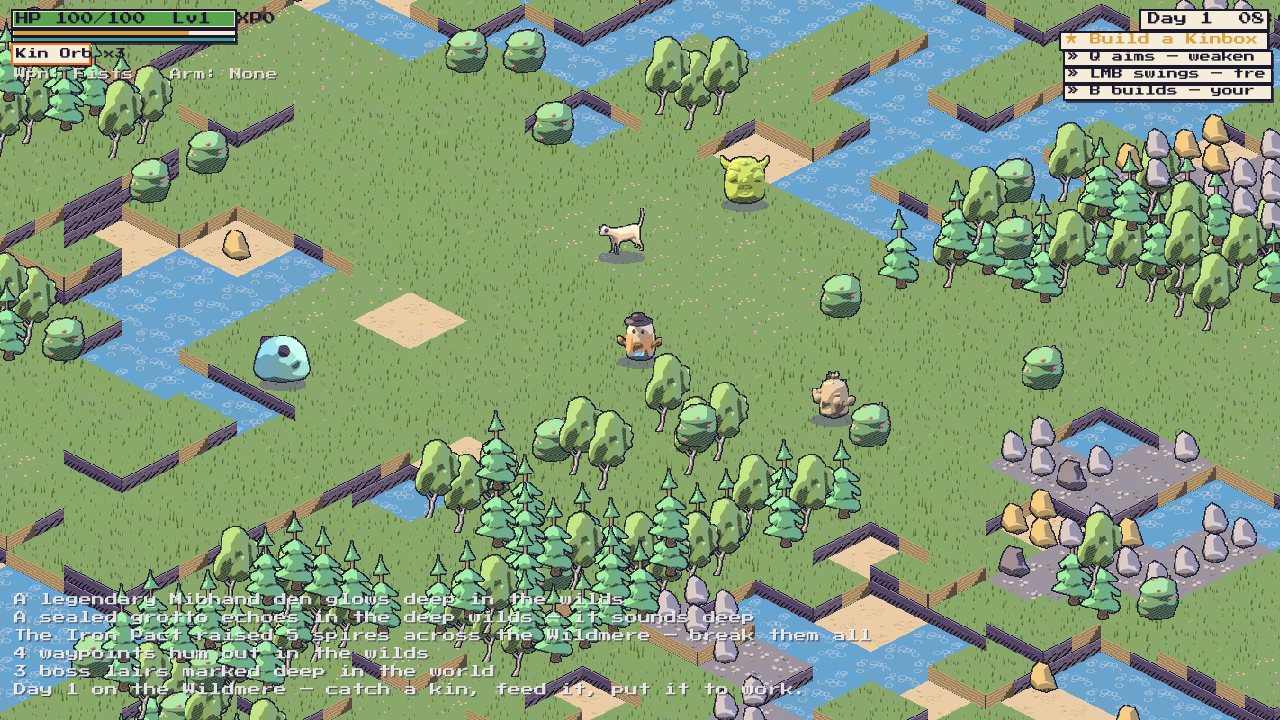 HP 100/100 Lv1 XP0
Kin Orb ×3
Wpn: Fists Arm: None
Day 1 08
★ Build a Kinbox
» Q aims — weaken
» LMB swings — tre
» B builds — your
A legendary Mibhand den glows deep in the wilds
A sealed grotto echoes in the deep wilds — it sounds deep
The Iron Pact raised 5 spires across the Wildmere — break them all
4 waypoints hum out in the wilds
3 boss lairs marked deep in the world
Day 1 on the Wildmere — catch a Kin, feed it, put it to work.